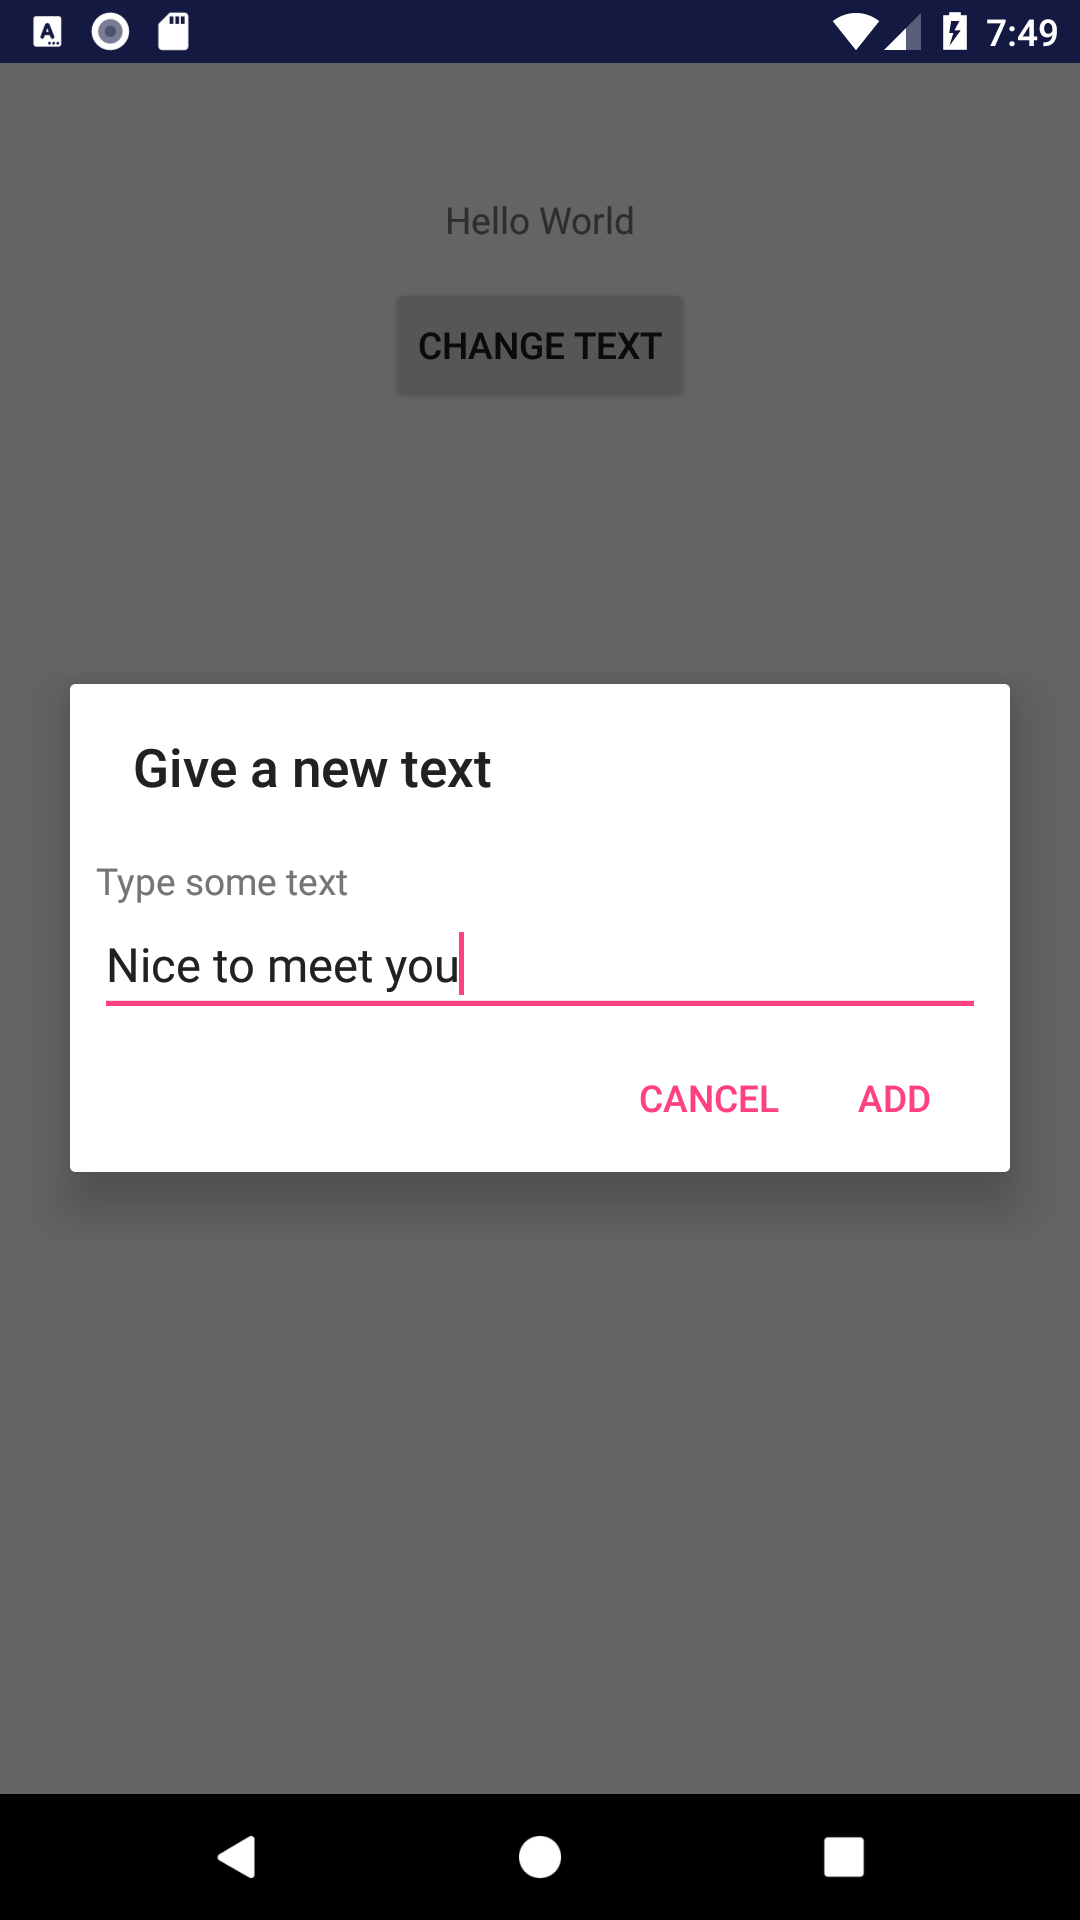 7:49
Hello World
CHANGE TEXT
Give a new text
Type some text
Nice to meet you
CANCEL ADD